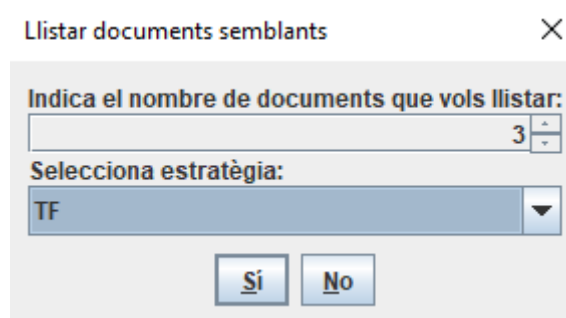 Llistar documents semblants
Indica el nombre de documents que vols llistar:
3
Selecciona estratègia:
TF
Sí No